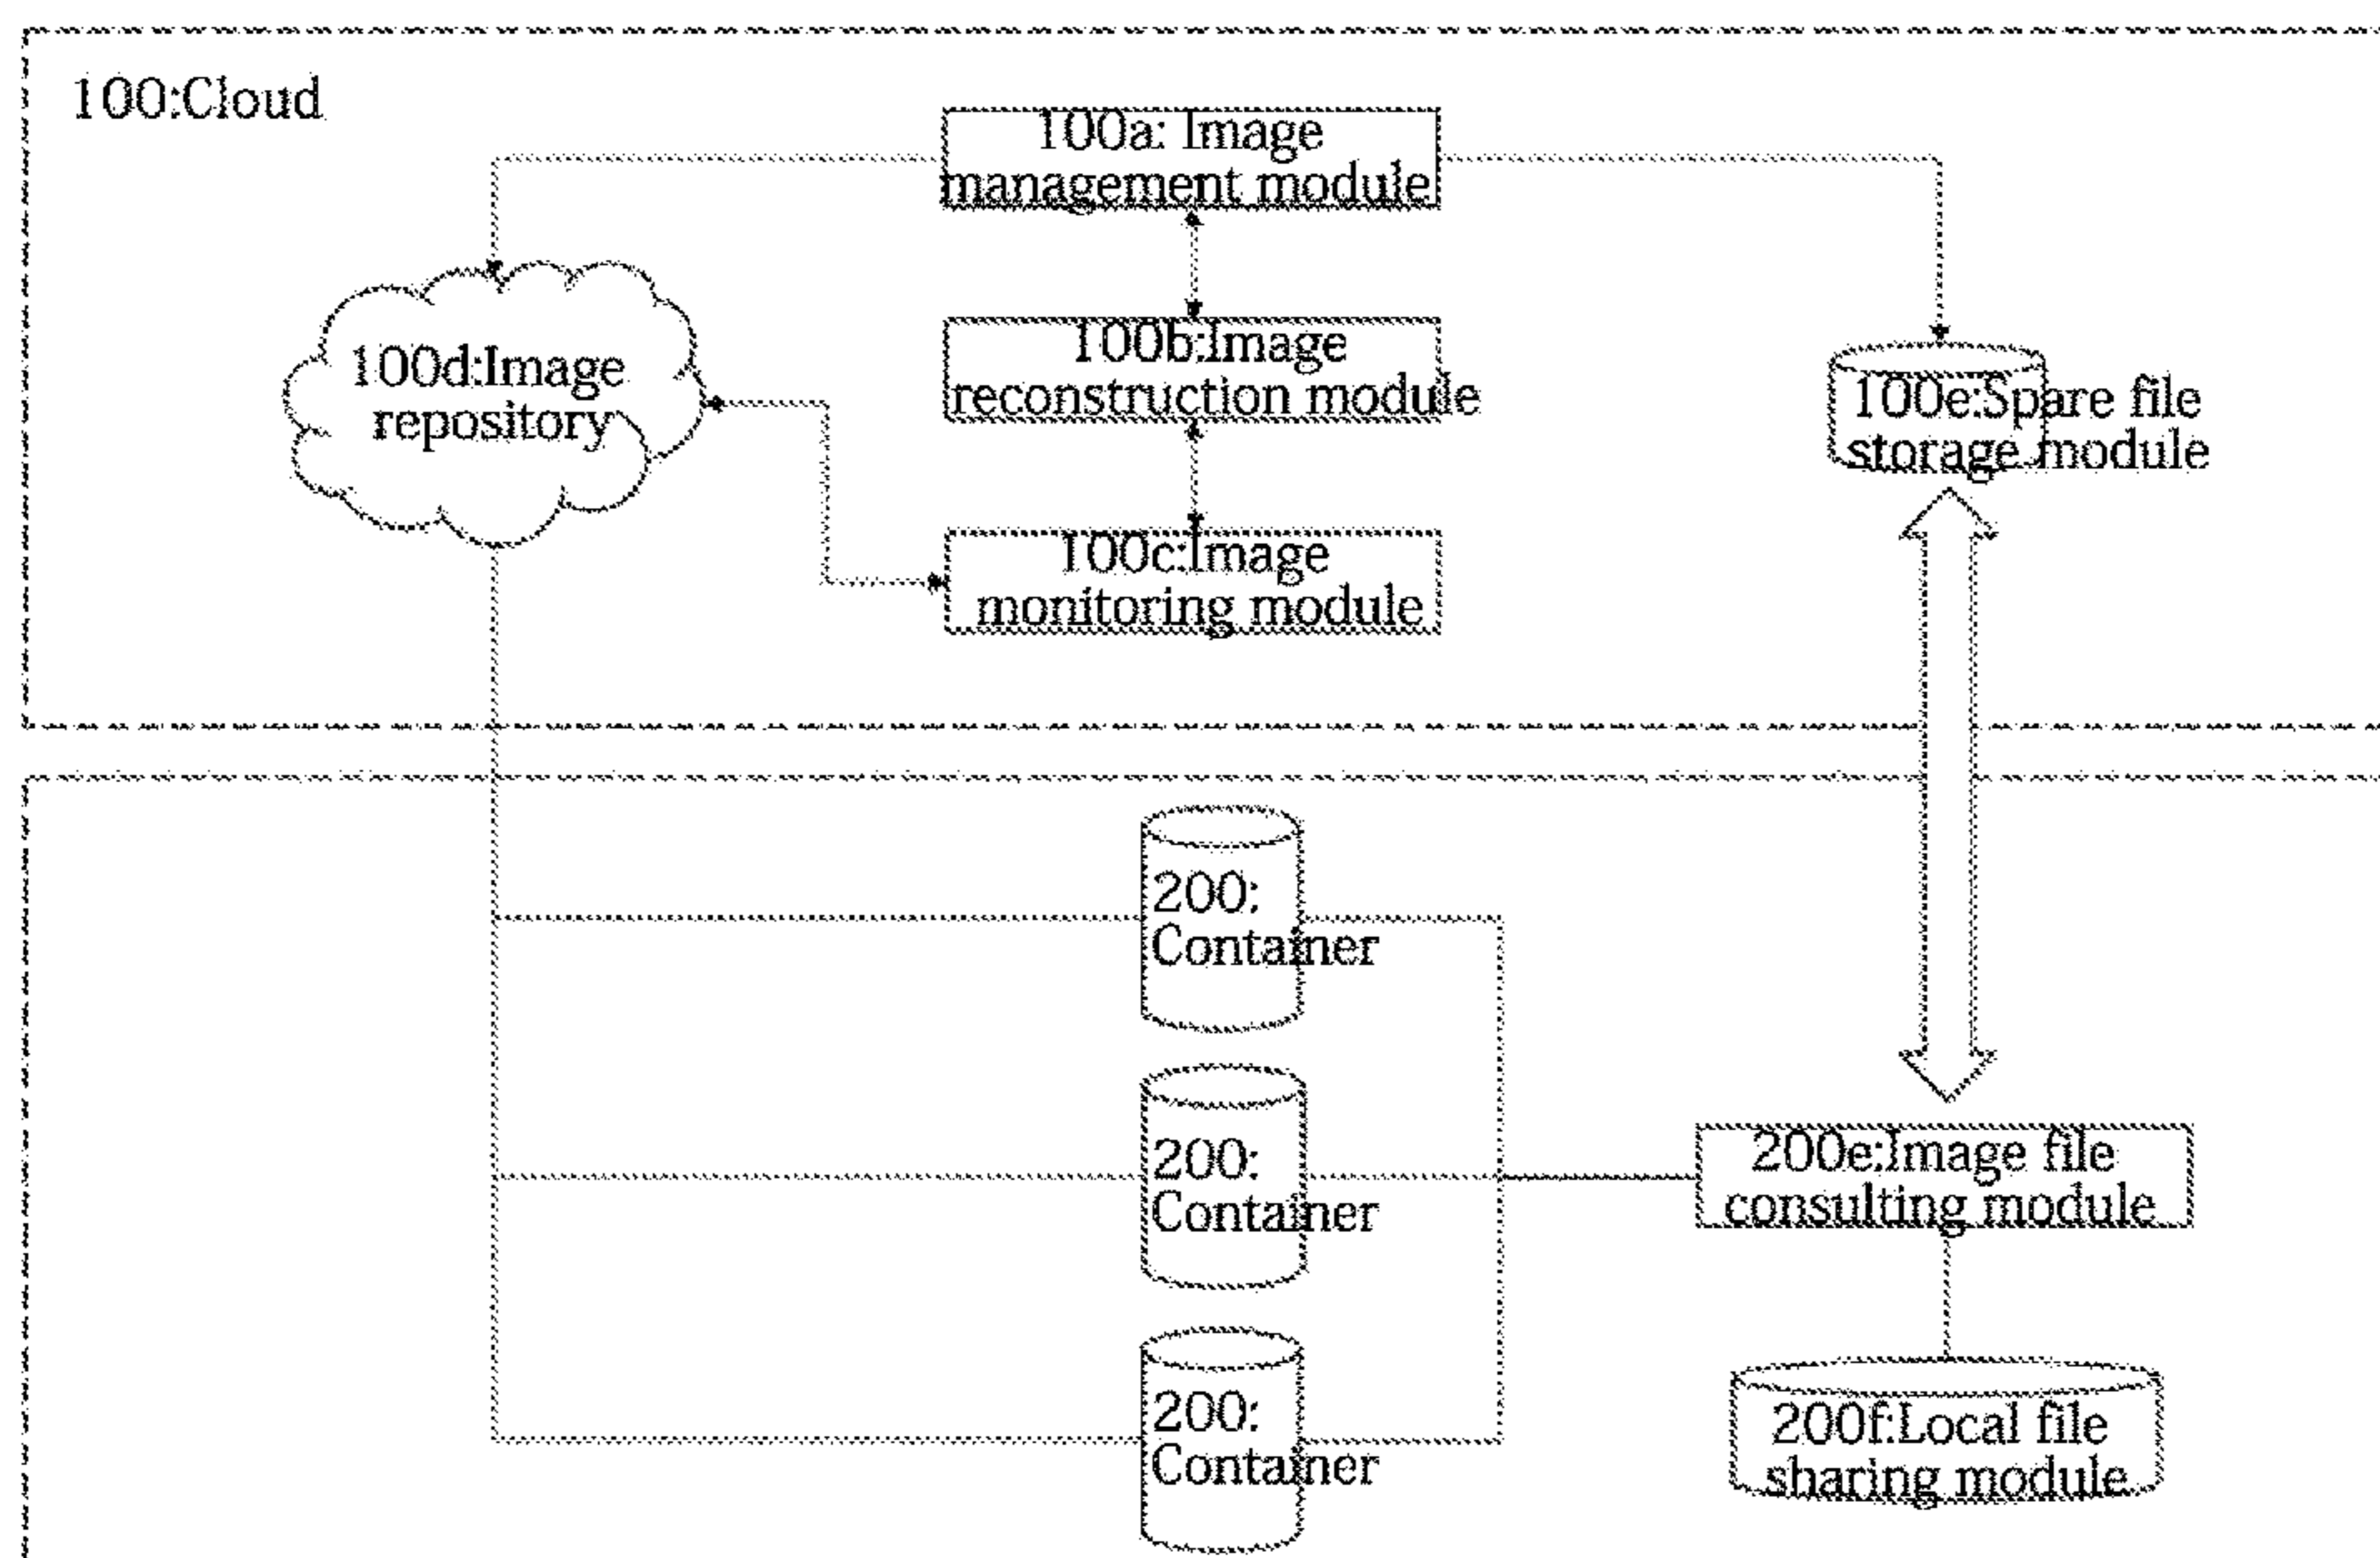 100:Cloud
100a: Image
management module
100d:Image
repository
100b:Image
reconstruction module
100e:Spare file
storage module
100c:Image
monitoring module
200:
Container
200:
Container
200e:Image file
consulting module
200:
Container
200f:Local file
sharing module